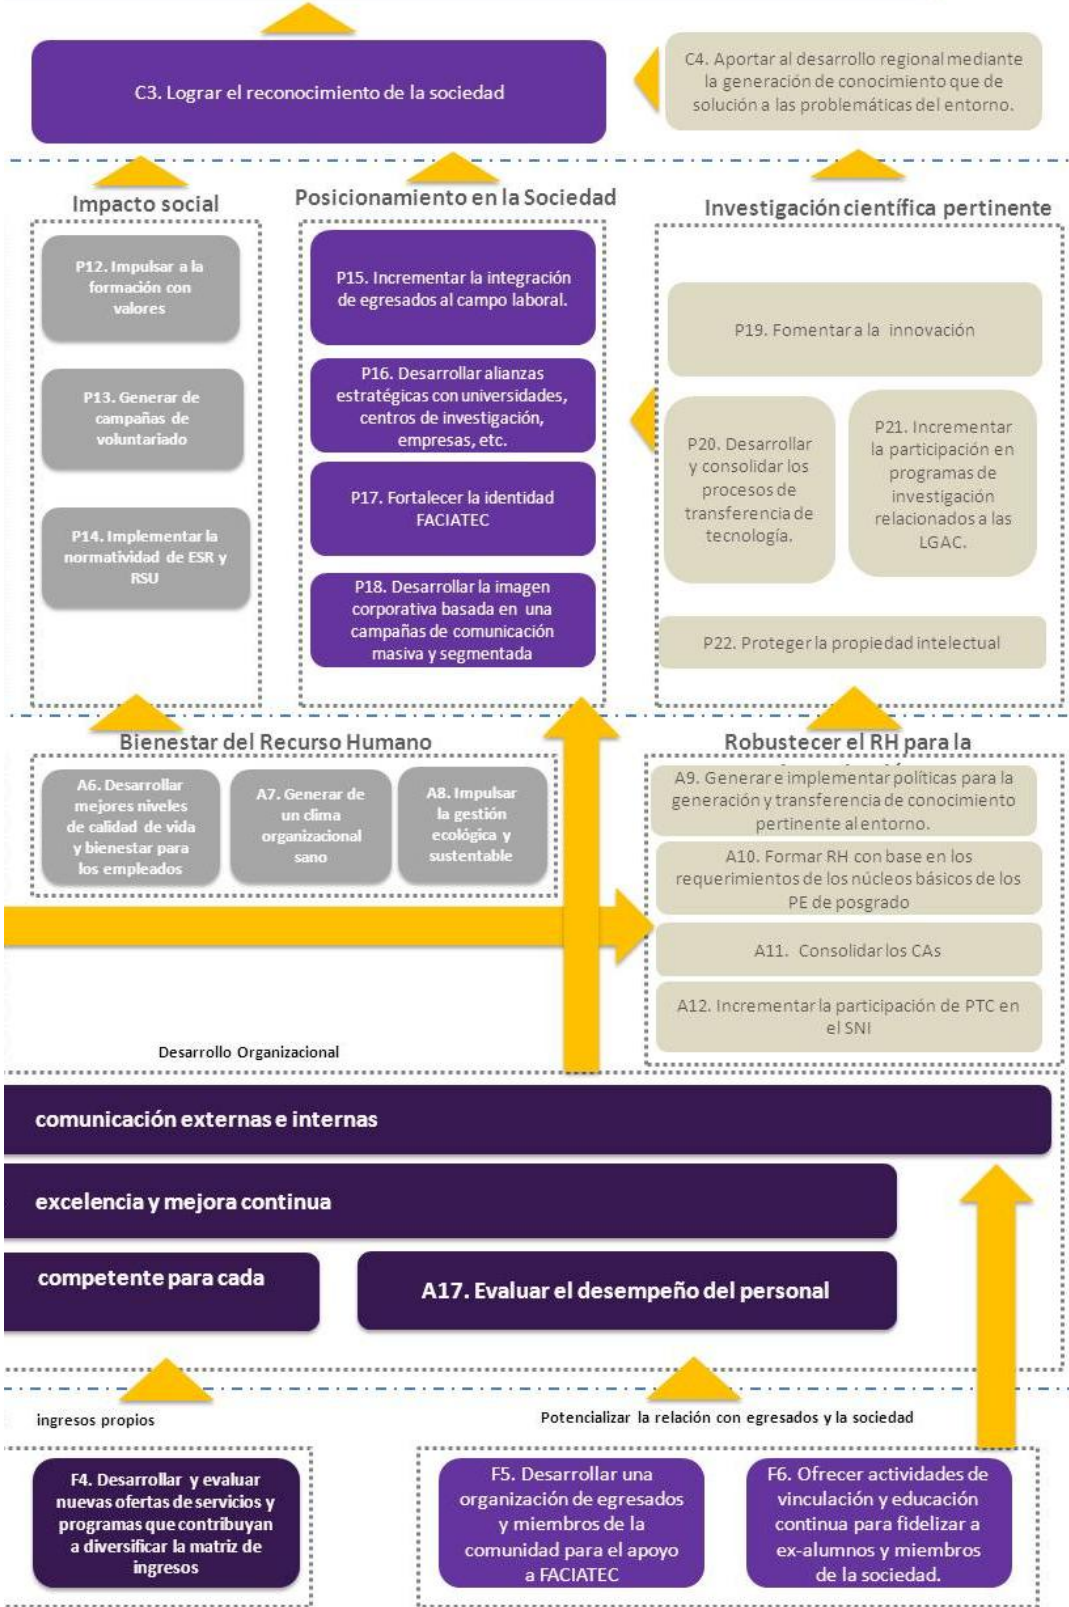 C3. Lograr el reconocimiento de la sociedad
C4. Aportar al desarrollo regional mediante
la generación de conocimiento que de
solución a las problemáticas del entorno.
Impacto social
P12. Impulsar a la
formación con
valores
P13. Generar de
campañas de
voluntariado
P14. Implementar la
normatividad de ESR y
RSU
Posicionamiento en la Sociedad
P15. Incrementar la integración
de egresados al campo laboral.
P16. Desarrollar alianzas
estratégicas con universidades,
centros de investigación,
empresas, etc.
P17. Fortalecer la identidad
FACIATEC
P18. Desarrollar la imagen
corporativa basada en una
campañas de comunicación
masiva y segmentada
Investigación científica pertinente
P19. Fomentar a la innovación
P20. Desarrollar
y consolidar los
procesos de
transferencia de
tecnología.
P21. Incrementar
la participación en
programas de
investigación
relacionados a las
LGAC.
P22. Proteger la propiedad intelectual
Bienestar del Recurso Humano
A6. Desarrollar
mejores niveles
de calidad de vida
y bienestar para
los empleados
A7. Generar de
un clima
organizacional
sano
A8. Impulsar
la gestión
ecológica y
sustentable
Robustecer el RH para la
A9. Generar e implementar políticas para la
generación y transferencia de conocimiento
pertinente al entorno.
A10. Formar RH con base en los
requerimientos de los núcleos básicos de los
PE de posgrado
A11. Consolidar los CAs
A12. Incrementar la participación de PTC en
el SNI
Desarrollo Organizacional
comunicación externas e internas
excelencia y mejora continua
competente para cada
A17. Evaluar el desempeño del personal
ingresos propios
F4. Desarrollar y evaluar
nuevas ofertas de servicios y
programas que contribuyan
a diversificar la matriz de
ingresos
Potencializar la relación con egresados y la sociedad
F5. Desarrollar una
organización de egresados
y miembros de la
comunidad para el apoyo
a FACIATEC
F6. Ofrecer actividades de
vinculación y educación
continua para fidelizar a
ex-alumnos y miembros
de la sociedad.